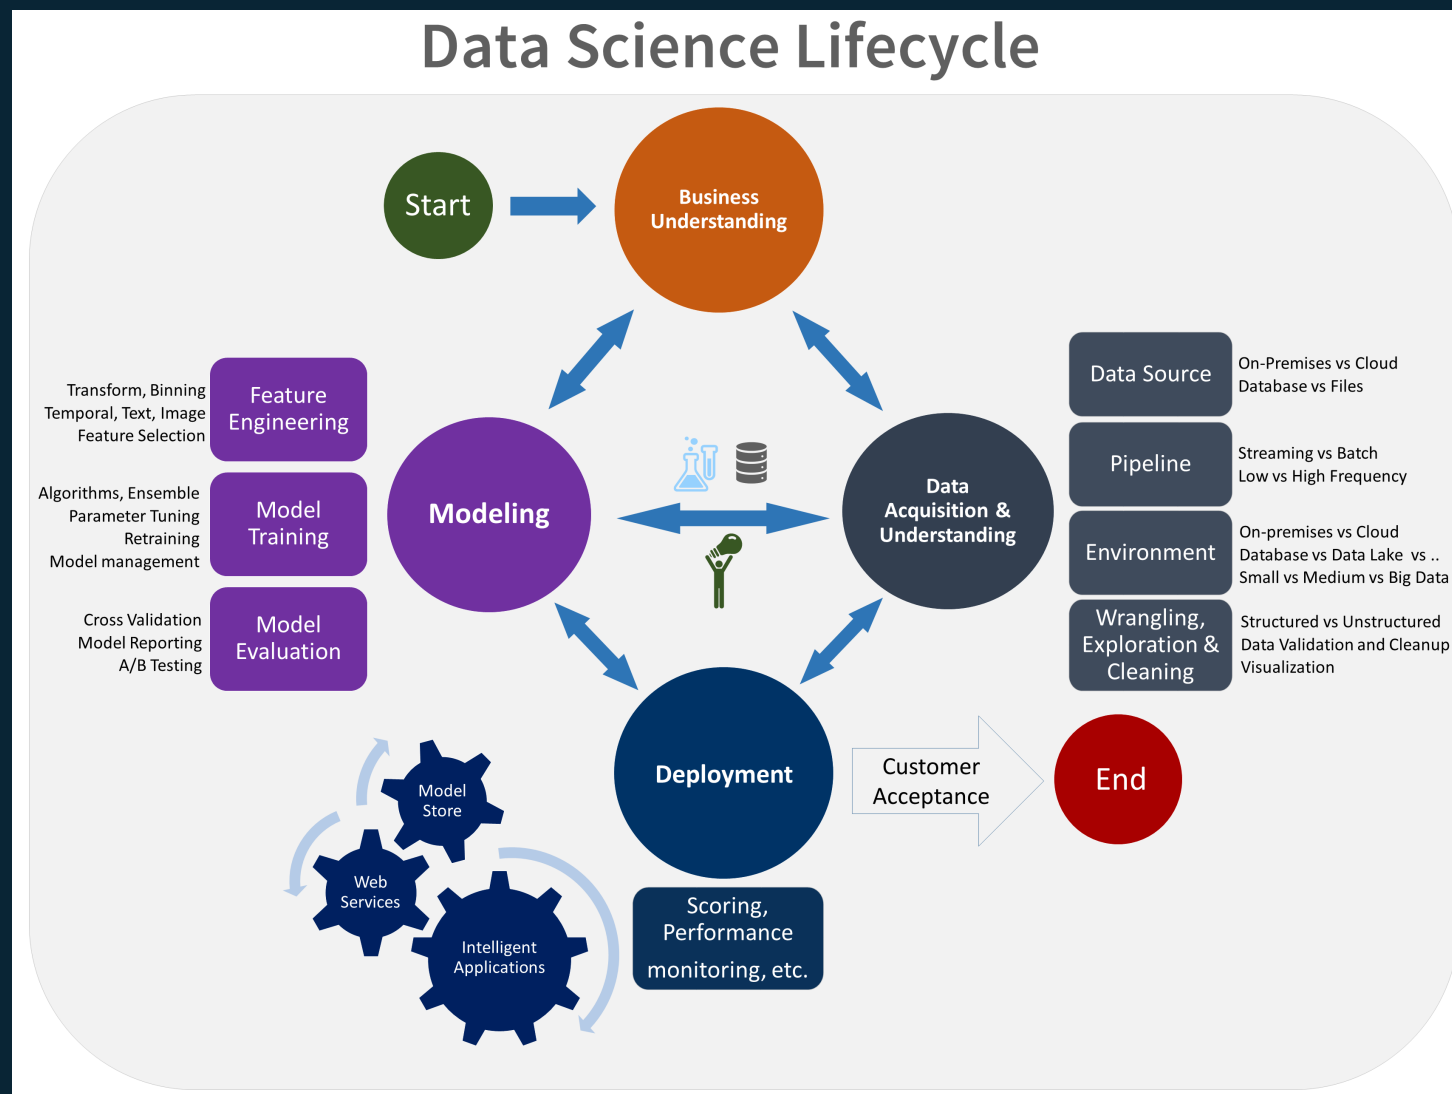 Data Science Lifecycle
Start
Business
Understanding
Feature
Engineering
Transform, Binning
Temporal, Text, Image
Feature Selection
Model
Training
Algorithms, Ensemble
Parameter Tuning
Retraining
Model management
Model
Evaluation
Cross Validation
Model Reporting
A/B Testing
Modeling
Data
Acquisition &
Understanding
Data Source
On-Premises vs Cloud
Database vs Files
Pipeline
Streaming vs Batch
Low vs High Frequency
Environment
On-premises vs Cloud
Database vs Data Lake vs ..
Small vs Medium vs Big Data
Wrangling,
Exploration &
Cleaning
Structured vs Unstructured
Data Validation and Cleanup
Visualization
Model
Store
Web
Services
Intelligent
Applications
Deployment
Scoring,
Performance
monitoring, etc.
Customer
Acceptance
End